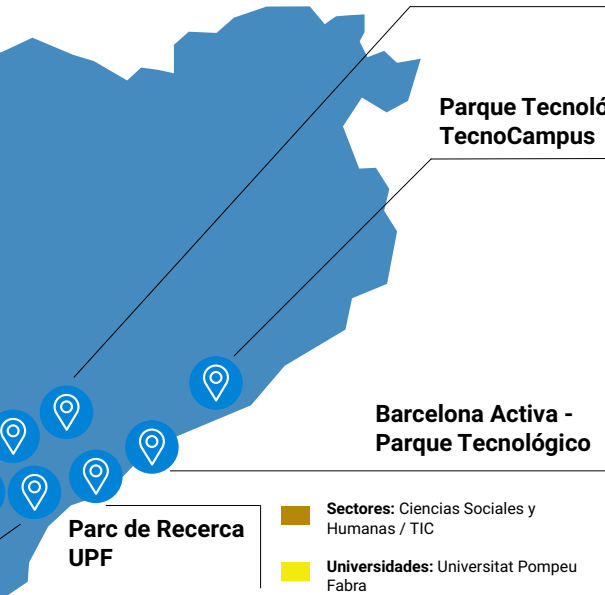 Parque Tecnoló
TecnoCampus
Barcelona Activa -
Parque Tecnológico
Parc de Recerca
UPF
Sectores: Ciencias Sociales y
Humanas / TIC
Universidades: Universitat Pompeu
Fabra